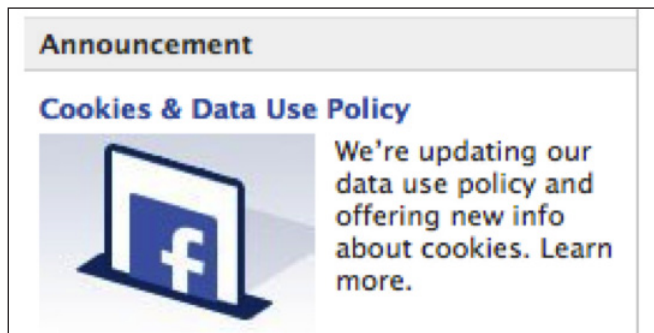 Announcement
Cookies & Data Use Policy
We're updating our
data use policy and
offering new info
about cookies. Learn
more.
f